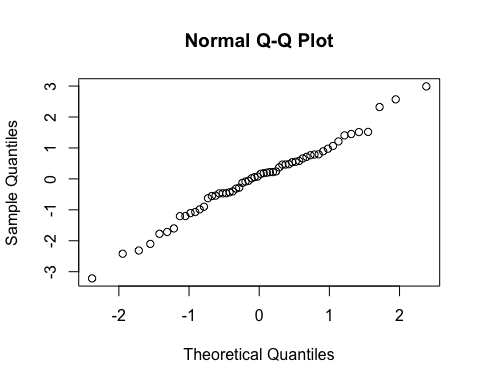 Normal Q-Q Plot
Sample Quantiles
3
2
1
0
-1
-2
-3
-2 -1 0 1 2
Theoretical Quantiles